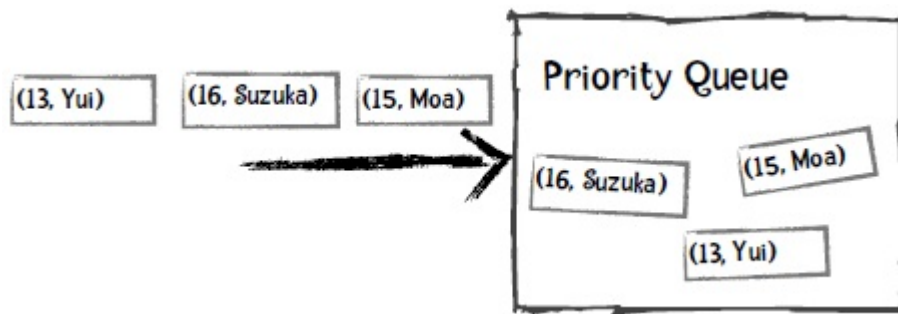 (13, Yui)
(16, Suzuka)
(15, Moa)
Priority Queue
(16, Suzuka)
(15, Moa)
(13, Yui)